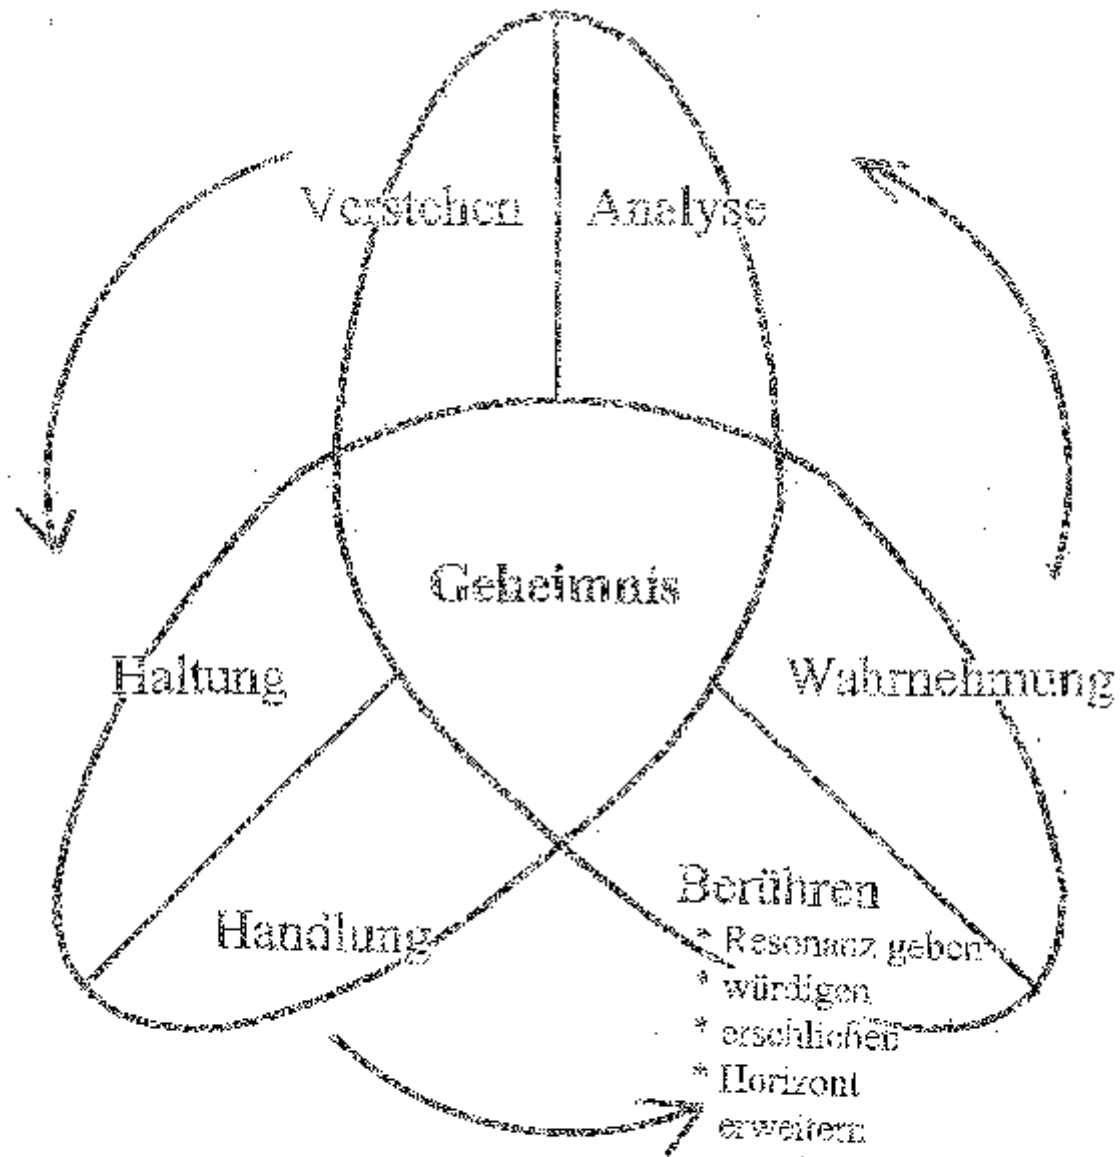 Verstehen Analyse
Geheimnis
Haltung
Wahrnehmung
Handlung
Berühren
* Resonanz geben
* würdigen
* erschließen
* Horizont
erweitern